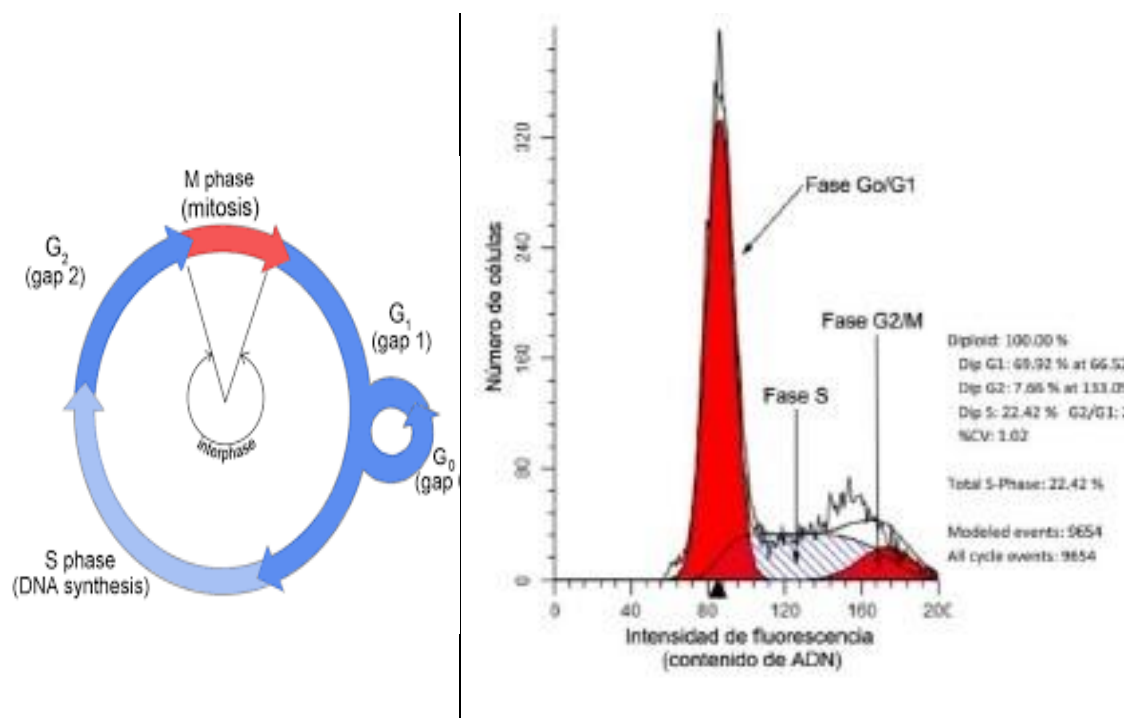 M phase
(mitosis)
G2
(gap 2)
G1
(gap 1)
G0
(gap
interphase
S phase
(DNA synthesis)
Número de células
320
240
160
80
0
Fase Go/G1
Fase G2/M
Fase S
0 40 80 120 160 200
Intensidad de fluorescencia
(contenido de ADN)
Diploid: 100.00 %
Dip G1: 69.92 % at 66.52
Dip G2: 7.66 % at 133.05
Dip S: 22.42 % G2/G1:
%CV: 1.02
Total S-Phase: 22.42 %
Modeled events: 9654
All cycle events: 9654